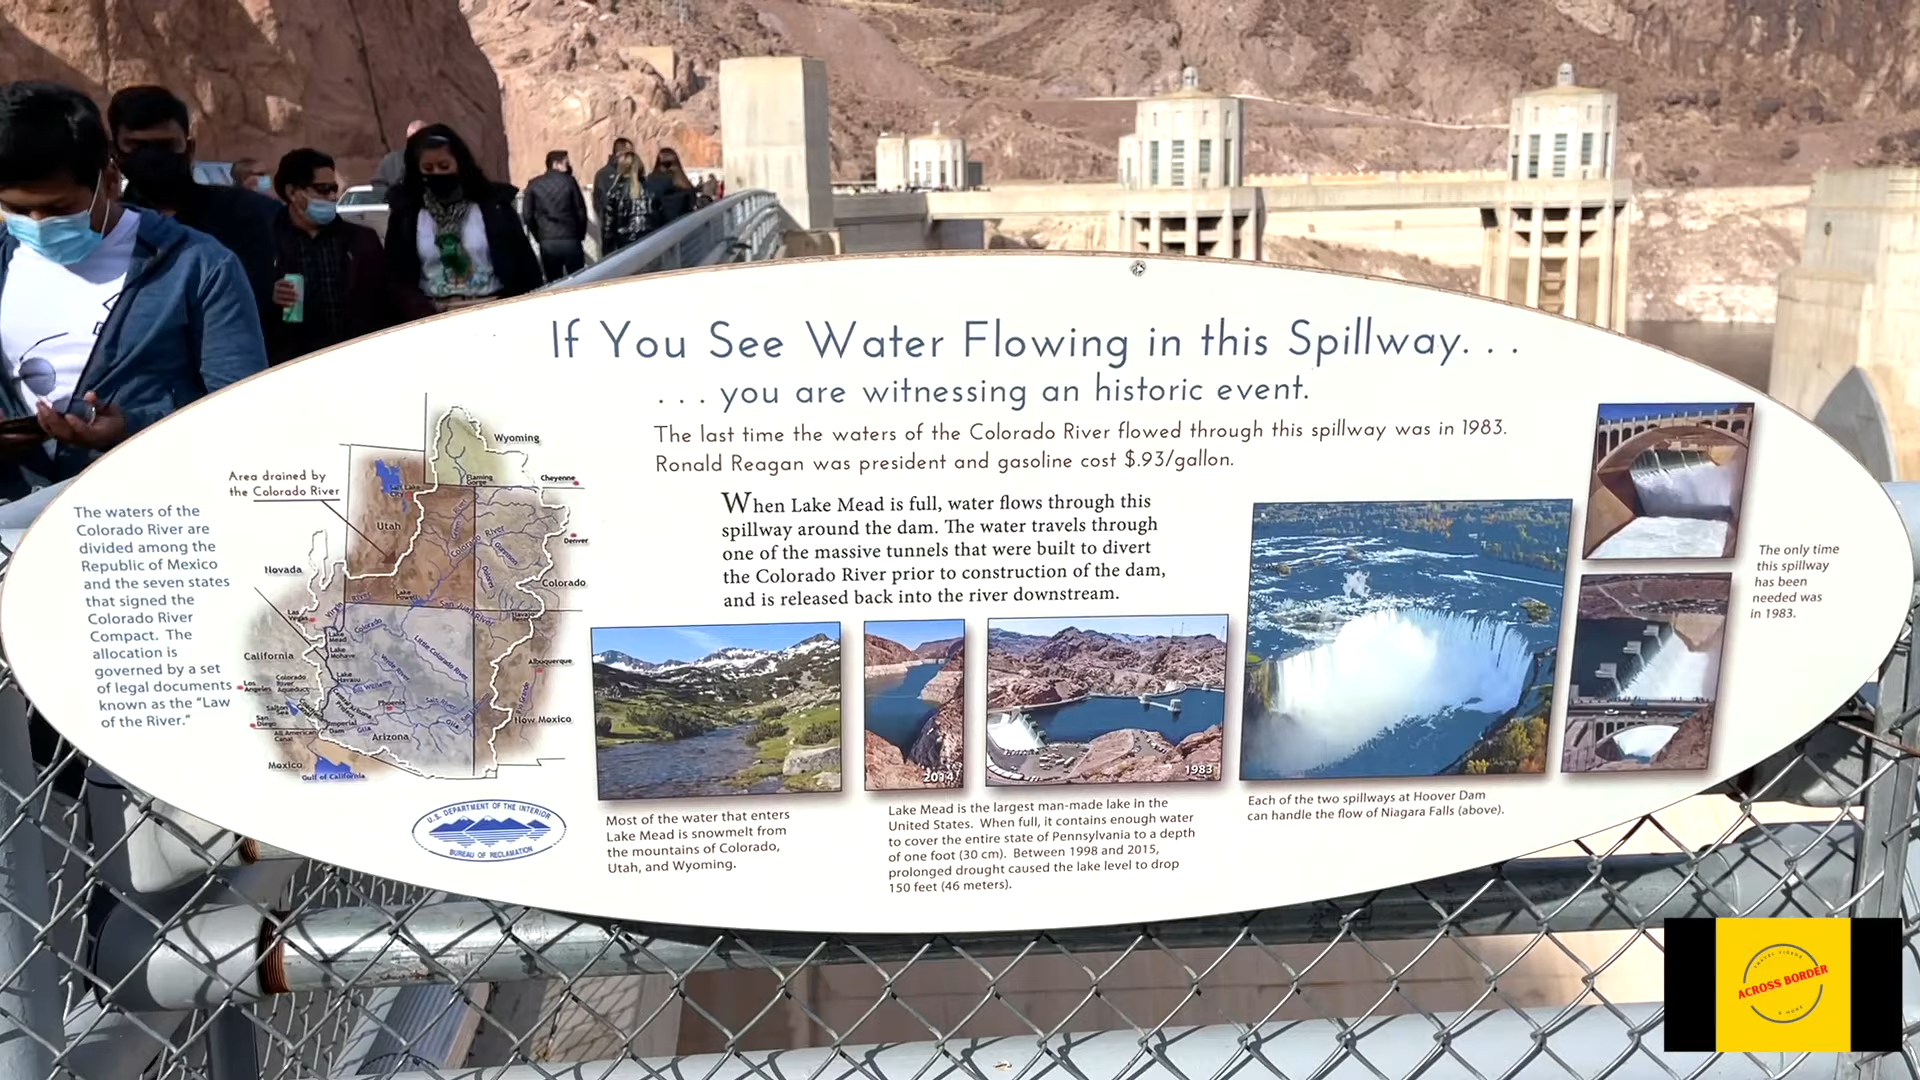 If You See Water Flowing in this Spillway. . .
. . . you are witnessing an historic event.
The last time the waters of the Colorado River flowed through this spillway was in 1983.
Ronald Reagan was president and gasoline cost $.93/gallon.
The waters of the
Colorado River are
divided among the
Republic of Mexico
and the seven states
that signed the
Colorado River
Compact. The
allocation is
governed by a set
of legal documents
known as the “Law
of the River.”
Area drained by
the Colorado River
Wyoming
Flaming
Gorge
Cheyenne
Salt Lake
City
Utah
Green River
Colorado River
Gunnison
Denver
Dolores
Colorado
Nevada
Lake
Powell
Las
Vegas
Virgin River
San Juan River
Navajo
Lake
Mead
Colorado
Little Colorado River
Lake
Mohave
California
Verde River
Albuquerque
Lake
Havasu
Los
Angeles
Colorado
River
Aqueduct
Bill Williams
Rio Grande
Salton
Sea
Phoenix
Salt River
San
Diego
Imperial
Dam
Gila
Gila
New Mexico
All American
Canal
Arizona
Mexico
Gulf of California
U.S. DEPARTMENT OF THE INTERIOR
BUREAU OF RECLAMATION
When Lake Mead is full, water flows through this
spillway around the dam. The water travels through
one of the massive tunnels that were built to divert
the Colorado River prior to construction of the dam,
and is released back into the river downstream.
Most of the water that enters
Lake Mead is snowmelt from
the mountains of Colorado,
Utah, and Wyoming.
2014
1983
Lake Mead is the largest man-made lake in the
United States. When full, it contains enough water
to cover the entire state of Pennsylvania to a depth
of one foot (30 cm). Between 1998 and 2015,
prolonged drought caused the lake level to drop
150 feet (46 meters).
Each of the two spillways at Hoover Dam
can handle the flow of Niagara Falls (above).
The only time
this spillway
has been
needed was
in 1983.
TRAVEL VIDEOS
ACROSS BORDER
& MORE